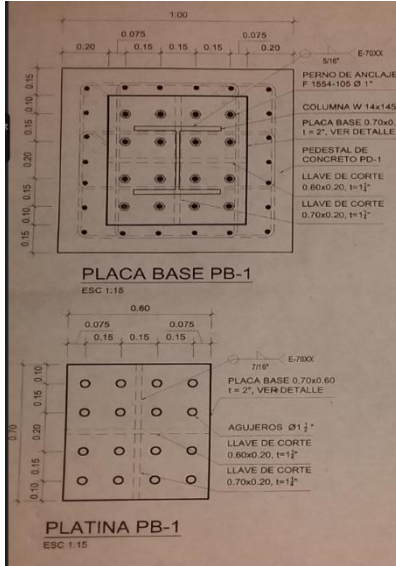 1.00
0.075 0.075
0.20 0.15 0.15 0.15 0.20
5/16" E-70XX
PERNO DE ANCLAJE
F 1554-105 Ø 1"
COLUMNA W 14x145
PLACA BASE 0.70x0.
t = 2", VER DETALLE
PEDESTAL DE
CONCRETO PD-1
LLAVE DE CORTE
0.60x0.20, t=1¼"
LLAVE DE CORTE
0.70x0.20, t=1¼"
0.15
0.10
0.15
0.20
0.15
0.10
0.15
PLACA BASE PB-1
ESC 1:15
0.60
0.075 0.075
0.15 0.15 0.15
7/16" E-70XX
PLACA BASE 0.70x0.60
t = 2", VER DETALLE
AGUJEROS Ø1½"
LLAVE DE CORTE
0.60x0.20, t=1¼"
LLAVE DE CORTE
0.70x0.20, t=1¼"
0.10
0.15
0.20
0.15
0.10
0.70
PLATINA PB-1
ESC 1:15